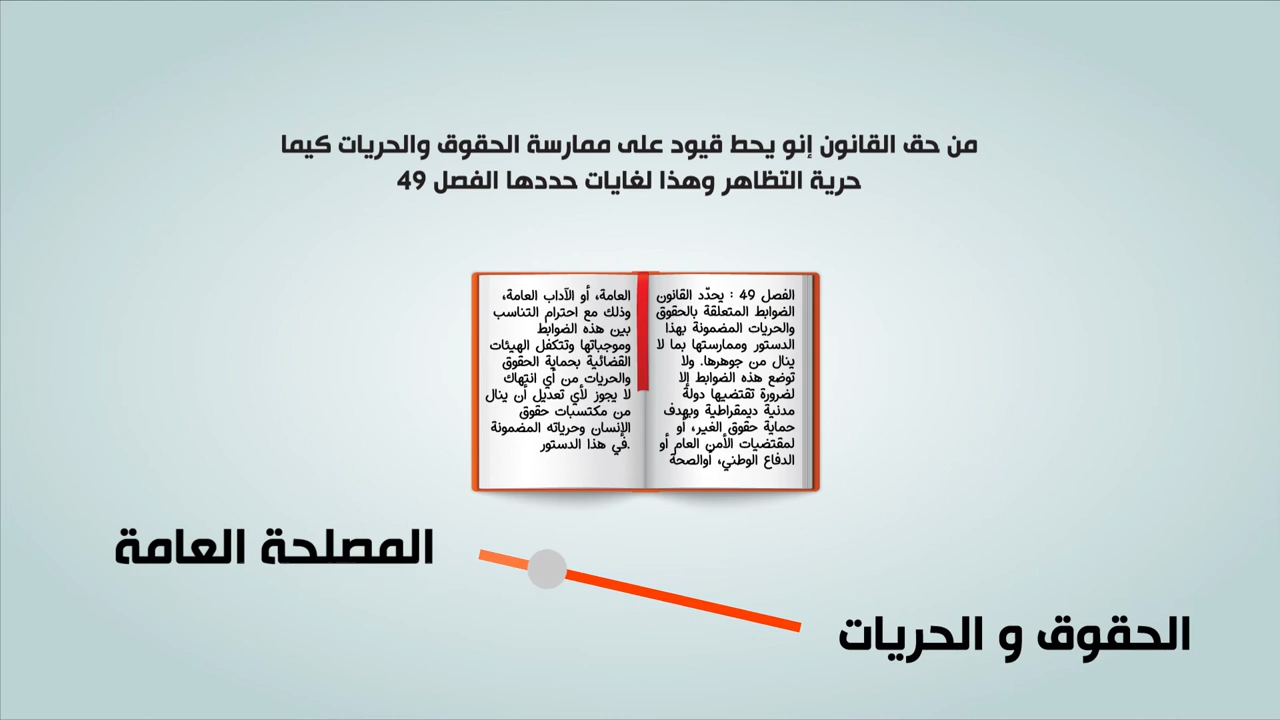 من حق القانون إنو يحط قيود على ممارسة الحقوق والحريات كيما
حرية التظاهر وهذا لغايات حددها الفصل 49
الفصل 49 : يحدّد القانون
الضوابط المتعلقة بالحقوق
والحريات المضمونة بهذا
الدستور وممارستها بما لا
ينال من جوهرها. ولا
توضع هذه الضوابط إلا
لضرورة تقتضيها دولة
مدنية ديمقراطية وبهدف
حماية حقوق الغير، أو
لمقتضيات الأمن العام أو
الدفاع الوطني، أوالصحة
العامة، أو الآداب العامة،
وذلك مع احترام التناسب
بين هذه الضوابط
وموجباتها وتتكفل الهيئات
القضائية بحماية الحقوق
والحريات من أي انتهاك
لا يجوز لأي تعديل أن ينال
من مكتسبات حقوق
الإنسان وحرياته المضمونة
.في هذا الدستور
المصلحة العامة
الحقوق و الحريات